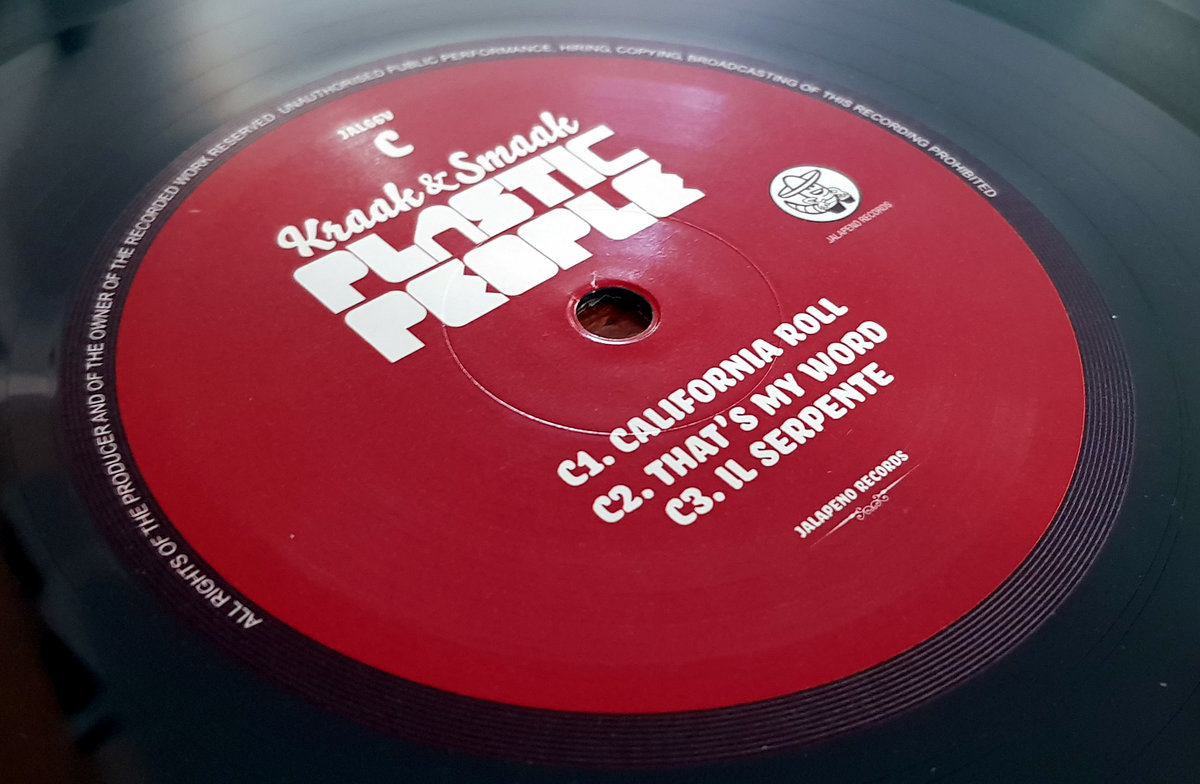 JAL66V
C
Kraak & Smaak
PLASTIC
PEOPLE
JALAPENO RECORDS
C1. CALIFORNIA ROLL
C2. THAT'S MY WORD
C3. IL SERPENTE
JALAPENO RECORDS
ALL RIGHTS OF THE PRODUCER AND OF THE OWNER OF THE RECORDED WORK RESERVED. UNAUTHORISED PUBLIC PERFORMANCE, HIRING, COPYING, BROADCASTING OF THIS RECORDING PROHIBITED